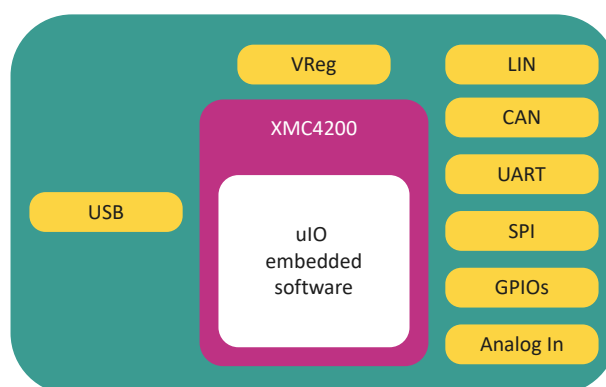 VReg
LIN
XMC4200
CAN
UART
USB
uIO
embedded
software
SPI
GPIOs
Analog In